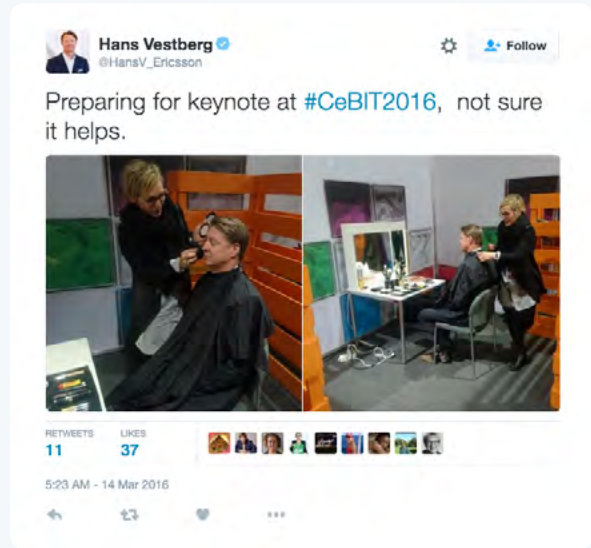 Hans Vestberg
@HansV_Ericsson
Follow
Preparing for keynote at #CeBIT2016, not sure
it helps.
RETWEETS LIKES
11 37
5:23 AM - 14 Mar 2016